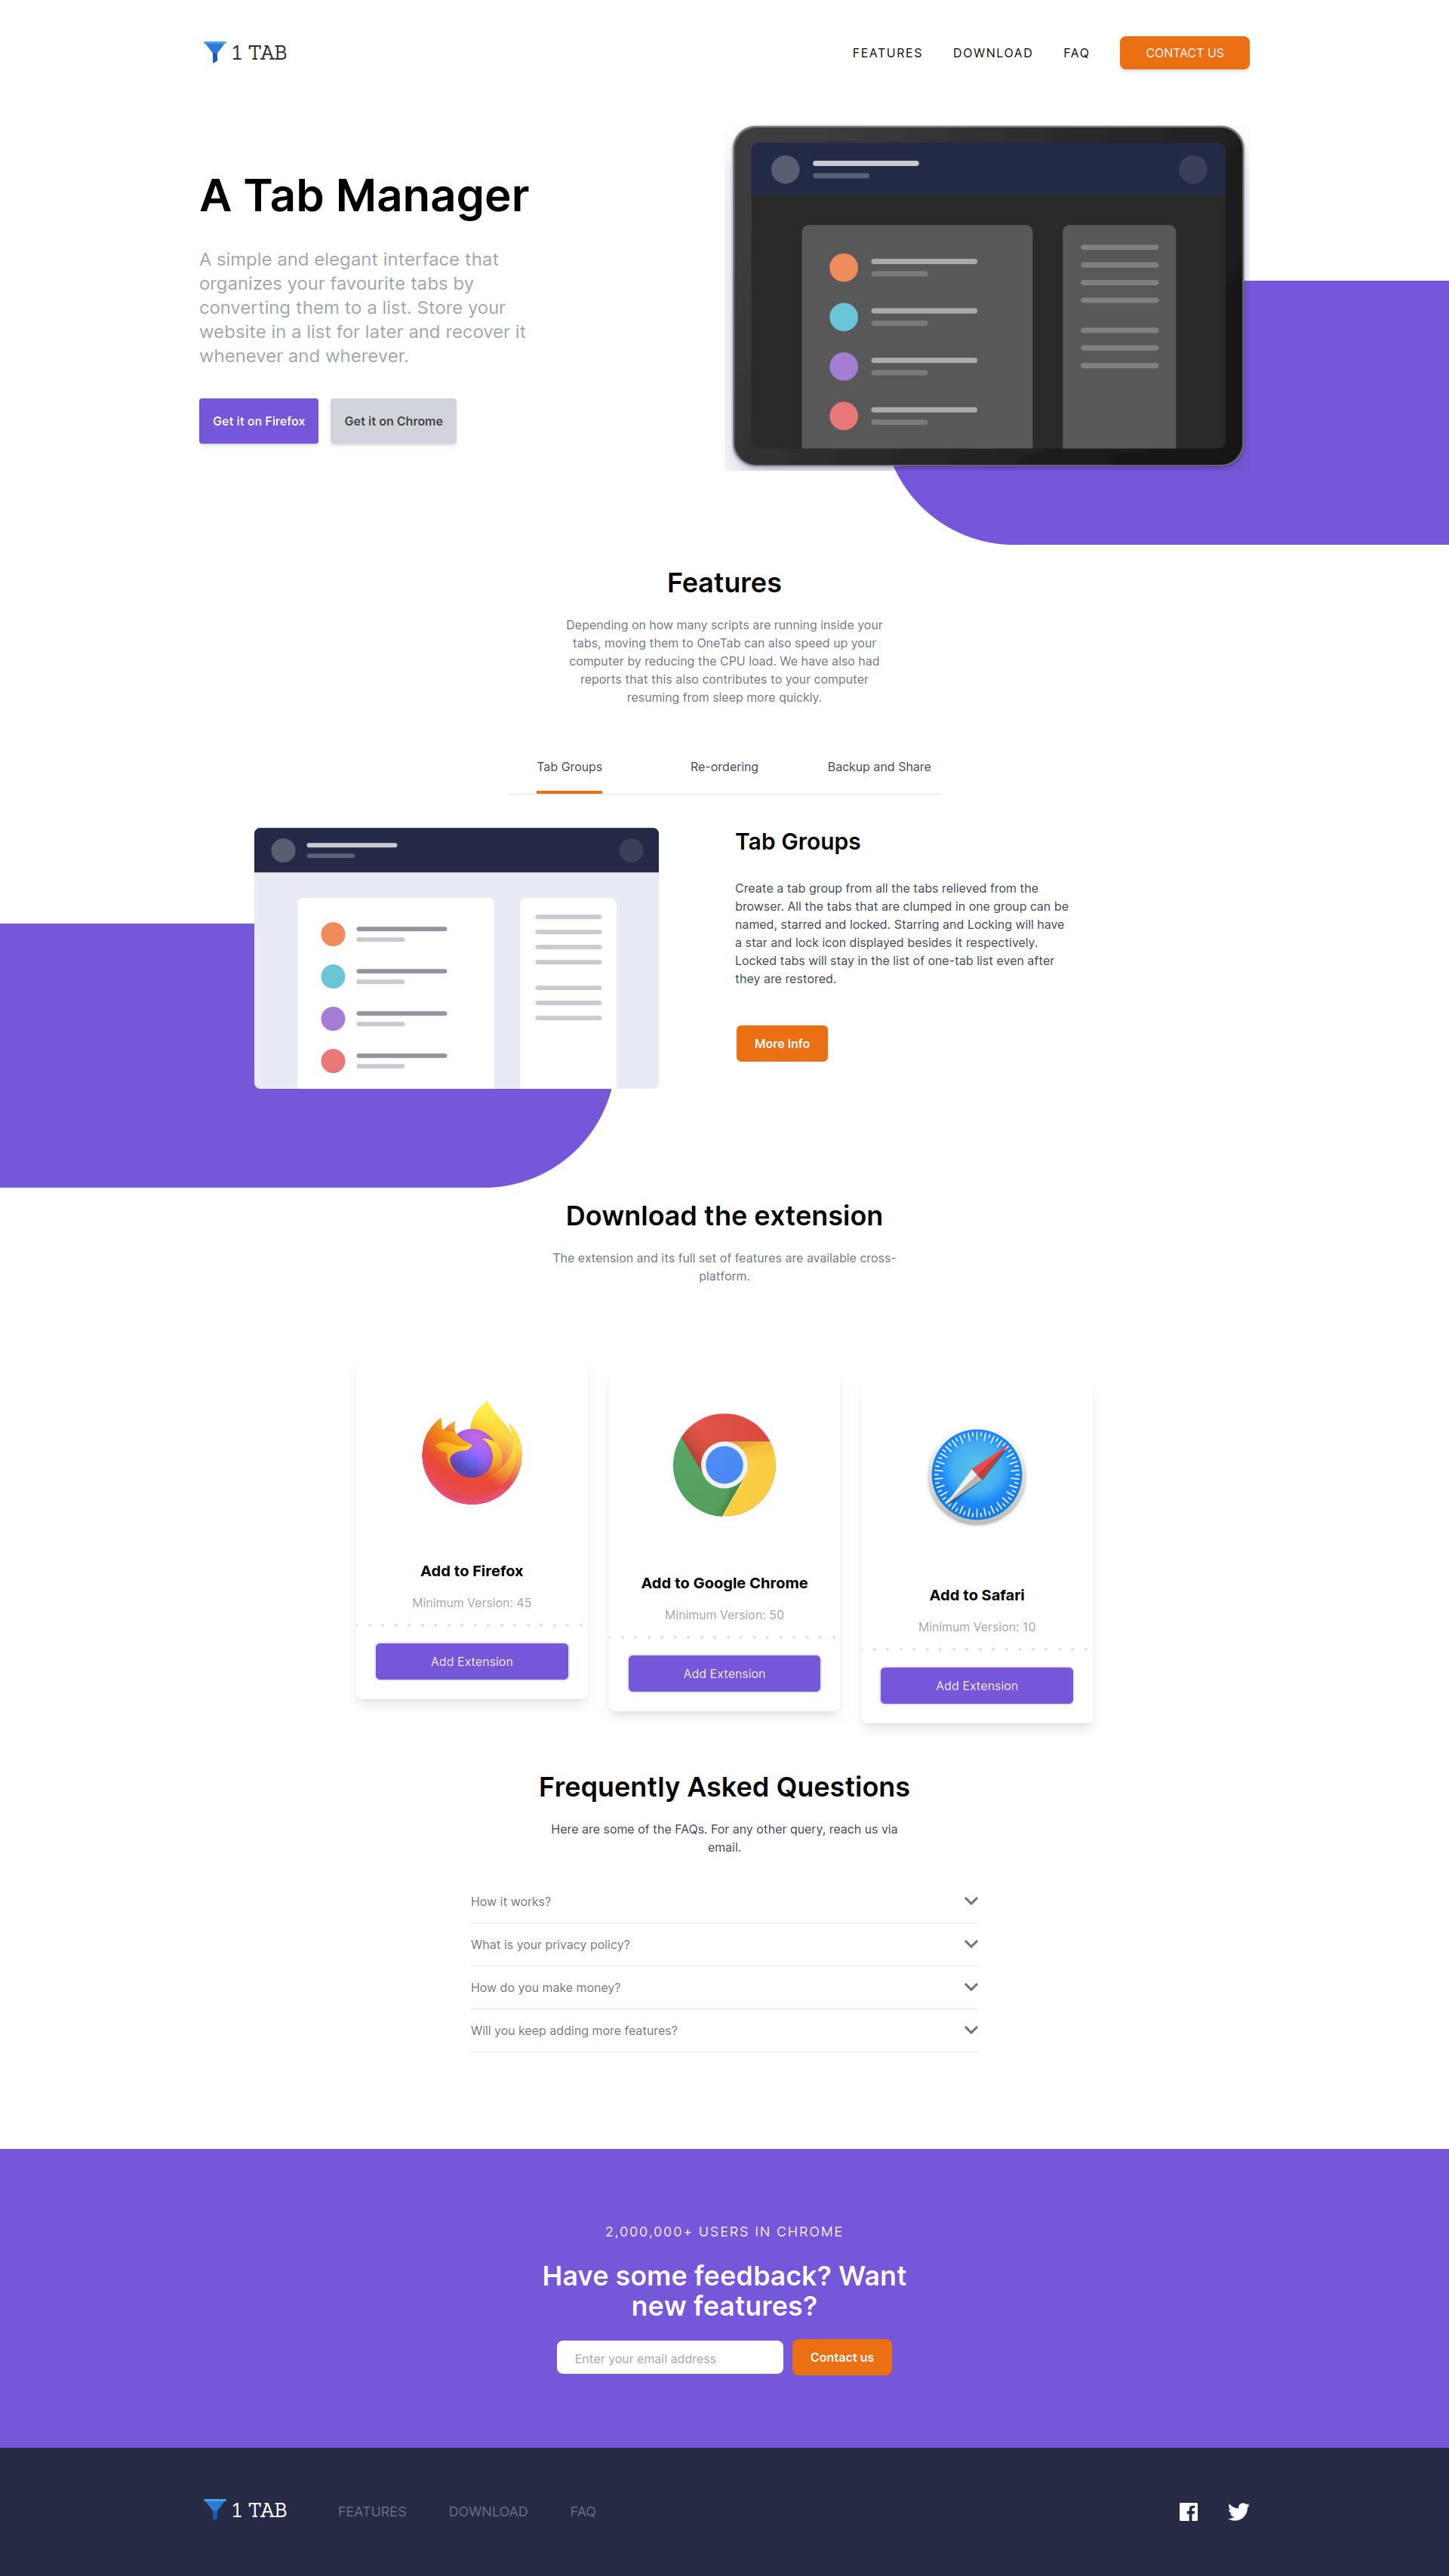 1 TAB
FEATURES
DOWNLOAD
FAQ
CONTACT US
A Tab Manager
A simple and elegant interface that
organizes your favourite tabs by
converting them to a list. Store your
website in a list for later and recover it
whenever and wherever.
Get it on Firefox
Get it on Chrome
Features
Depending on how many scripts are running inside your
tabs, moving them to OneTab can also speed up your
computer by reducing the CPU load. We have also had
reports that this also contributes to your computer
resuming from sleep more quickly.
Tab Groups
Re-ordering
Backup and Share
Tab Groups
Create a tab group from all the tabs relieved from the
browser. All the tabs that are clumped in one group can be
named, starred and locked. Starring and Locking will have
a star and lock icon displayed besides it respectively.
Locked tabs will stay in the list of one-tab list even after
they are restored.
More Info
Download the extension
The extension and its full set of features are available cross-
platform.
Add to Firefox
Minimum Version: 45
Add Extension
Add to Google Chrome
Minimum Version: 50
Add Extension
Add to Safari
Minimum Version: 10
Add Extension
Frequently Asked Questions
Here are some of the FAQs. For any other query, reach us via
email.
How it works?
What is your privacy policy?
How do you make money?
Will you keep adding more features?
2,000,000+ USERS IN CHROME
Have some feedback? Want
new features?
Enter your email address
Contact us
1 TAB
FEATURES
DOWNLOAD
FAQ